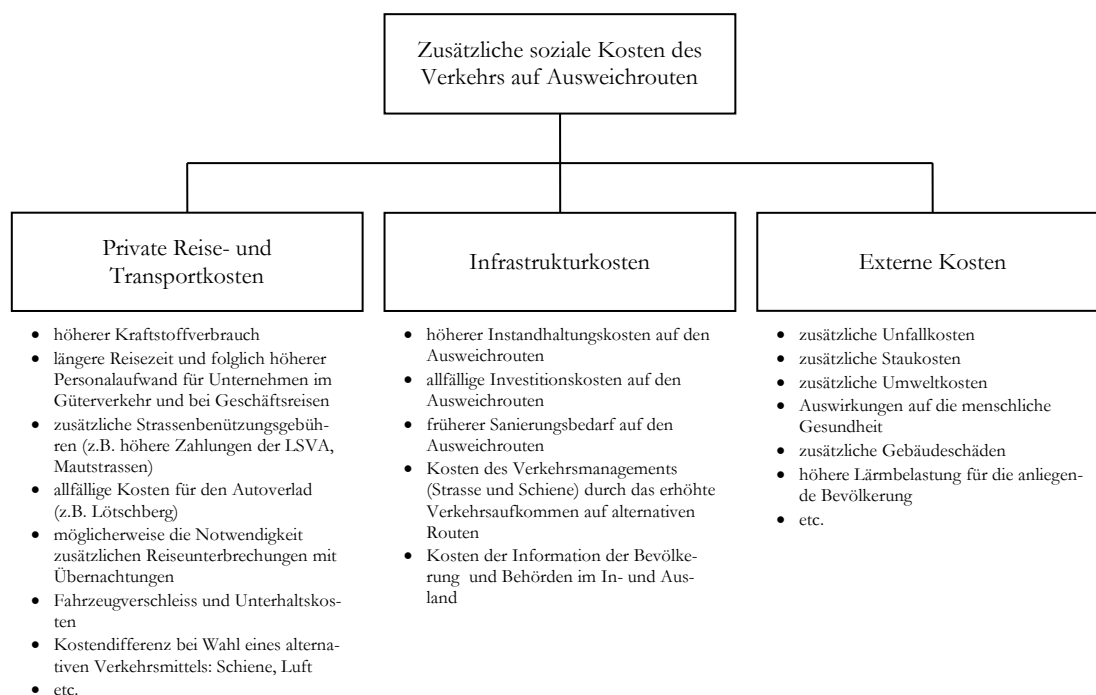 Zusätzliche soziale Kosten des
Verkehrs auf Ausweichrouten
Private Reise- und
Transportkosten
• höherer Kraftstoffverbrauch
• längere Reisezeit und folglich höherer
Personalaufwand für Unternehmen im
Güterverkehr und bei Geschäftsreisen
• zusätzliche Strassenbenützungsgebüh-
ren (z.B. höhere Zahlungen der LSVA,
Mautstrassen)
• allfällige Kosten für den Autoverlad
(z.B. Lötschberg)
• möglicherweise die Notwendigkeit
zusätzlichen Reiseunterbrechungen mit
Übernachtungen
• Fahrzeugverschleiss und Unterhaltskos-
ten
• Kostendifferenz bei Wahl eines alterna-
tiven Verkehrsmittels: Schiene, Luft
• etc.
Infrastrukturkosten
• höherer Instandhaltungskosten auf den
Ausweichrouten
• allfällige Investitionskosten auf den
Ausweichrouten
• früherer Sanierungsbedarf auf den
Ausweichrouten
• Kosten des Verkehrsmanagements
(Strasse und Schiene) durch das erhöhte
Verkehrsaufkommen auf alternativen
Routen
• Kosten der Information der Bevölke-
rung und Behörden im In- und Aus-
land
Externe Kosten
• zusätzliche Unfallkosten
• zusätzliche Staukosten
• zusätzliche Umweltkosten
• Auswirkungen auf die menschliche
Gesundheit
• zusätzliche Gebäudeschäden
• höhere Lärmbelastung für die anliegen-
de Bevölkerung
• etc.